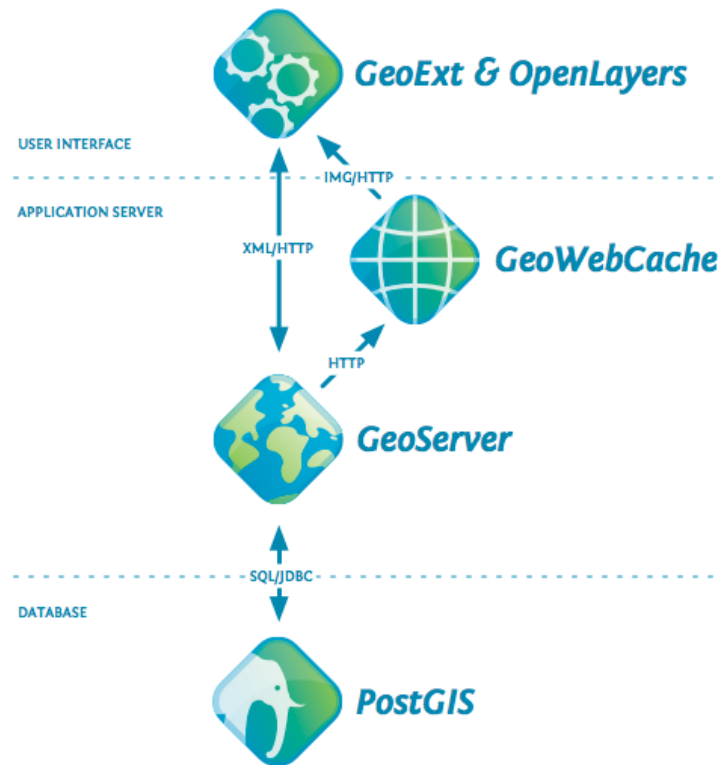 GeoExt & OpenLayers
USER INTERFACE
IMG/HTTP
APPLICATION SERVER
XML/HTTP
GeoWebCache
HTTP
GeoServer
SQL/JDBC
DATABASE
PostGIS